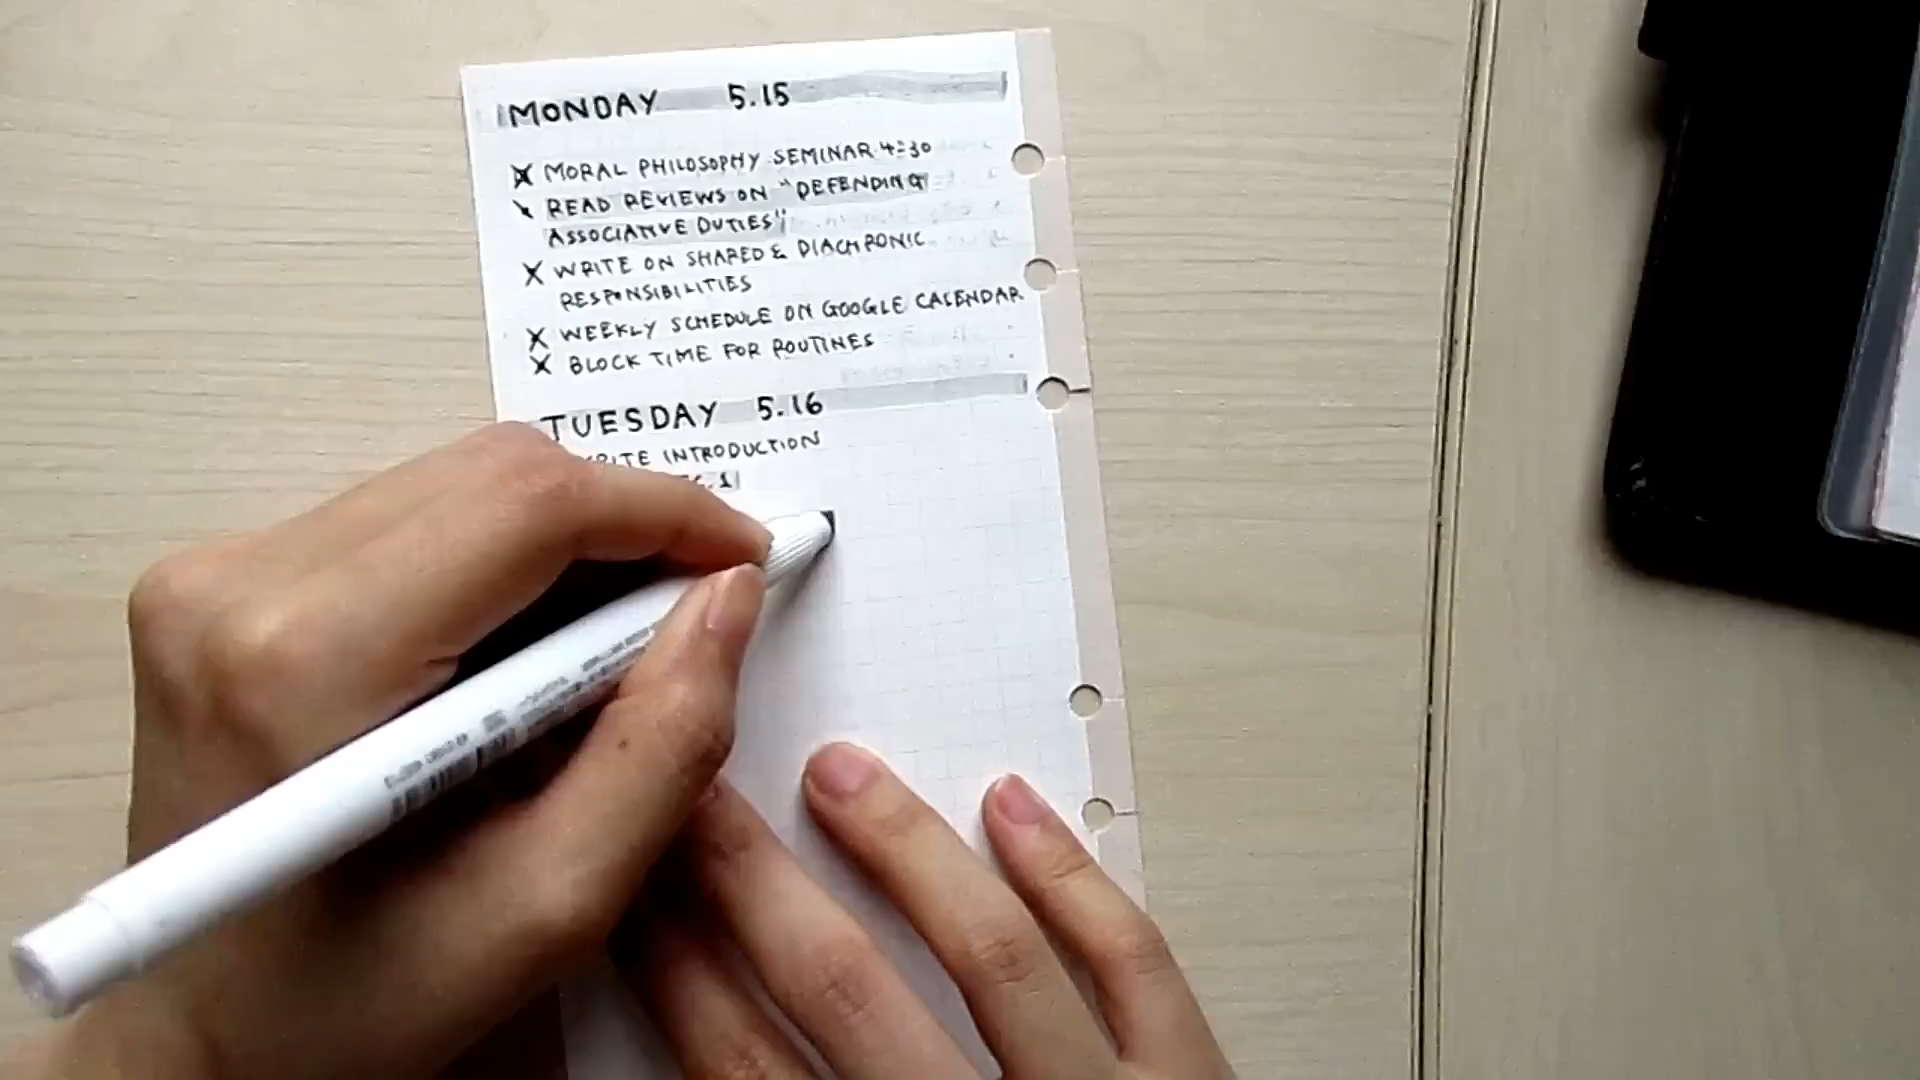 MONDAY 5.15
X MORAL PHILOSOPHY SEMINAR 4:30
READ REVIEWS ON "DEFENDING
ASSOCIATIVE DUTIES"
X WRITE ON SHARED & DIACHRONIC
RESPONSIBILITIES
X WEEKLY SCHEDULE ON GOOGLE CALENDAR
X BLOCK TIME FOR ROUTINES
TUESDAY 5.16
INTRODUCTION